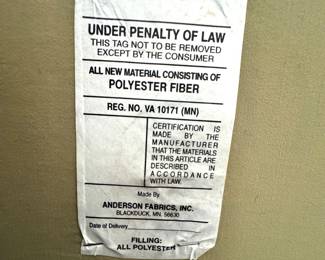 UNDER PENALTY OF LAW
THIS TAG NOT TO BE REMOVED
EXCEPT BY THE CONSUMER
ALL NEW MATERIAL CONSISTING OF
POLYESTER FIBER
REG. NO. VA 10171 (MN)
CERTIFICATION IS
MADE BY THE
MANUFACTURER
THAT THE MATERIALS
IN THIS ARTICLE ARE
DESCRIBED IN
ACCORDANCE
WITH LAW.
Made By
ANDERSON FABRICS, INC.
BLACKDUCK, MN. 56630
Date of Delivery
FILLING:
ALL POLYESTER